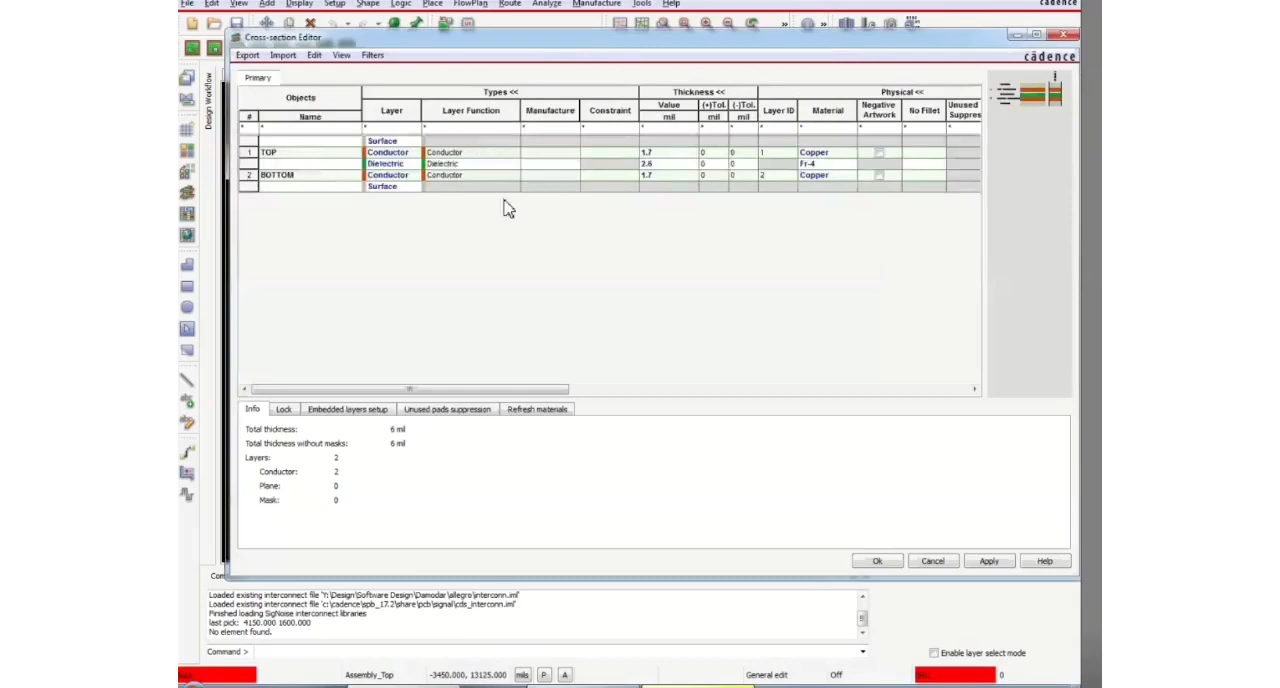 File Edit View Add Display Setup Shape Logic Place FlowPlan Route Analyze Manufacture Tools Help cādence
Cross-section Editor
Export Import Edit View Filters cādence
Design Workflow
Primary
Objects Types << Thickness << Physical <<
# Name Layer Layer Function Manufacture Constraint Value mil (+)Tol. mil (-)Tol. mil Layer ID Material Negative Artwork No Fillet Unused Suppres
* * * * * * * * * * * * *
Surface
1 TOP Conductor Conductor 1.7 0 0 1 Copper
Dielectric Dielectric 2.6 0 0 Fr-4
2 BOTTOM Conductor Conductor 1.7 0 0 2 Copper
Surface
Info Lock Embedded layers setup Unused pads suppression Refresh materials
Total thickness: 6 mil
Total thickness without masks: 6 mil
Layers: 2
Conductor: 2
Plane: 0
Mask: 0
Ok Cancel Apply Help
Loaded existing interconnect file 'Y:\Design\Software Design\Damodar\allegro\interconn.iml'
Loaded existing interconnect file 'c:\cadence\spb_17.2\share\pcb\signal\cds_interconn.iml'
Finished loading SigNoise interconnect libraries
last pick: 4150.000 1600.000
No element found.
Command > Enable layer select mode
Assembly_Top -3450.000, 13125.000 mils P A General edit Off 0